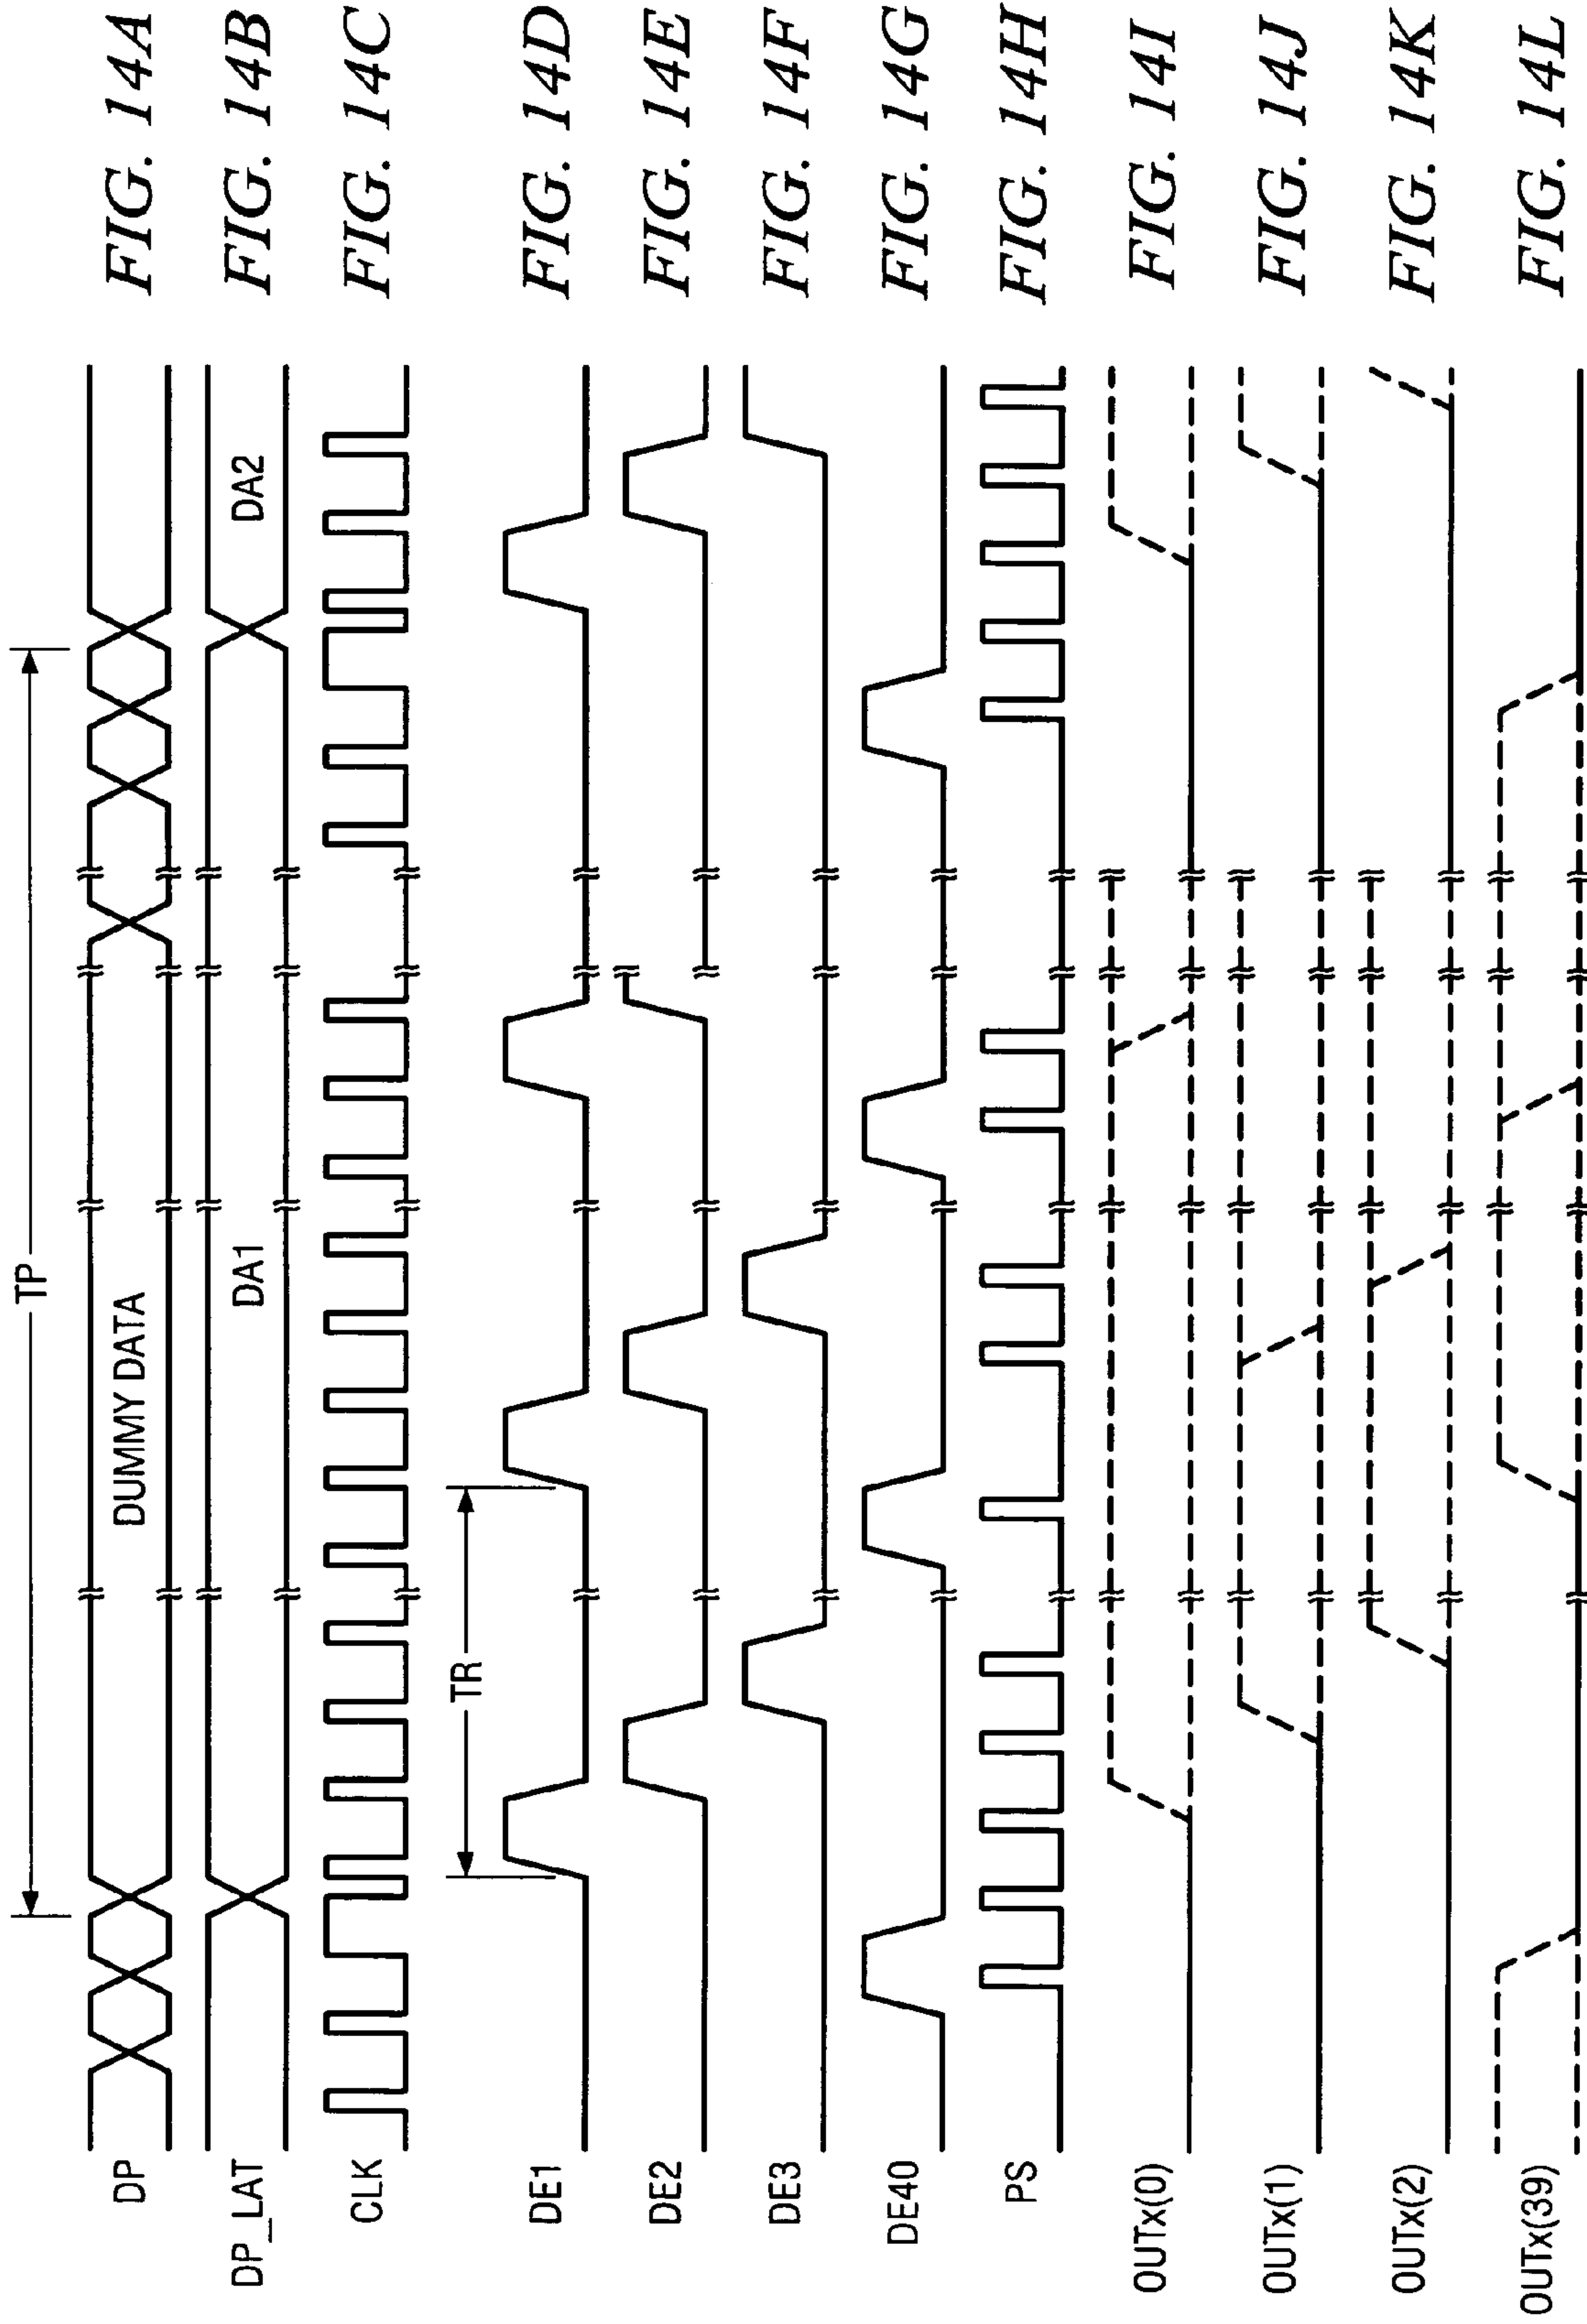 TP
DP
DUMMY DATA
FIG. 14A
DP_LAT
DA1
DA2
FIG. 14B
CLK
FIG. 14C
TR
DE1
FIG. 14D
DE2
FIG. 14E
DE3
FIG. 14F
DE40
FIG. 14G
PS
FIG. 14H
OUTx(0)
FIG. 14I
OUTx(1)
FIG. 14J
OUTx(2)
FIG. 14K
OUTx(39)
FIG. 14L